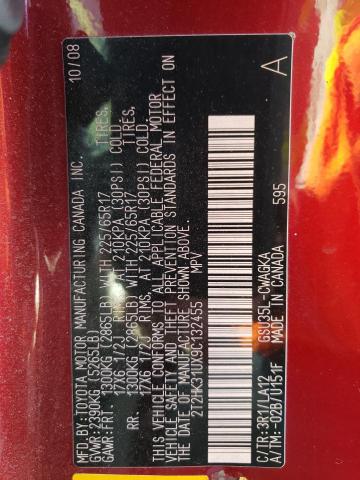 MFD.BY:TOYOTA MOTOR MANUFACTURING CANADA INC. 10/08
GVWR:2390KG(5265LB)
GAWR:FRT. 1300KG (2865LB) WITH 225/65R17 TIRES,
17X6 1/2J RIMS, AT 210KPA (30PSI) COLD.
RR. 1300KG (2865LB) WITH 225/65R17 TIRES,
17X6 1/2J RIMS, AT 210KPA (30PSI) COLD.
THIS VEHICLE CONFORMS TO ALL APPLICABLE FEDERAL MOTOR
VEHICLE SAFETY AND THEFT PREVENTION STANDARDS IN EFFECT ON
THE DATE OF MANUFACTURE SHOWN ABOVE.
2T2HK31UX9C132455 MPV
C/TR:3R1/LA12 GSU35L-CWAGKA
A/TM:-02B/U151F MADE IN CANADA 595
A